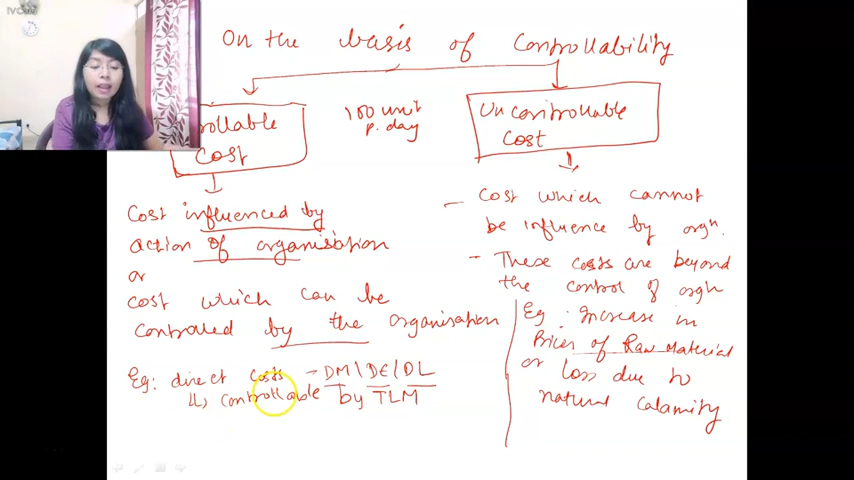 On the basis of Controllability
rollable
Cost
100 unit
p. day
Uncontrollable
Cost
Cost influenced by
action of organisation
or
cost which can be
controlled by the organisation
Eg: direct costs - DM/DE/DL
↳ controllable by TLM
- Cost which cannot
be influence by orgn.
- These costs are beyond
the control of orgn
Eg: Increase in
Prices of Raw Material
or loss due to
natural calamity